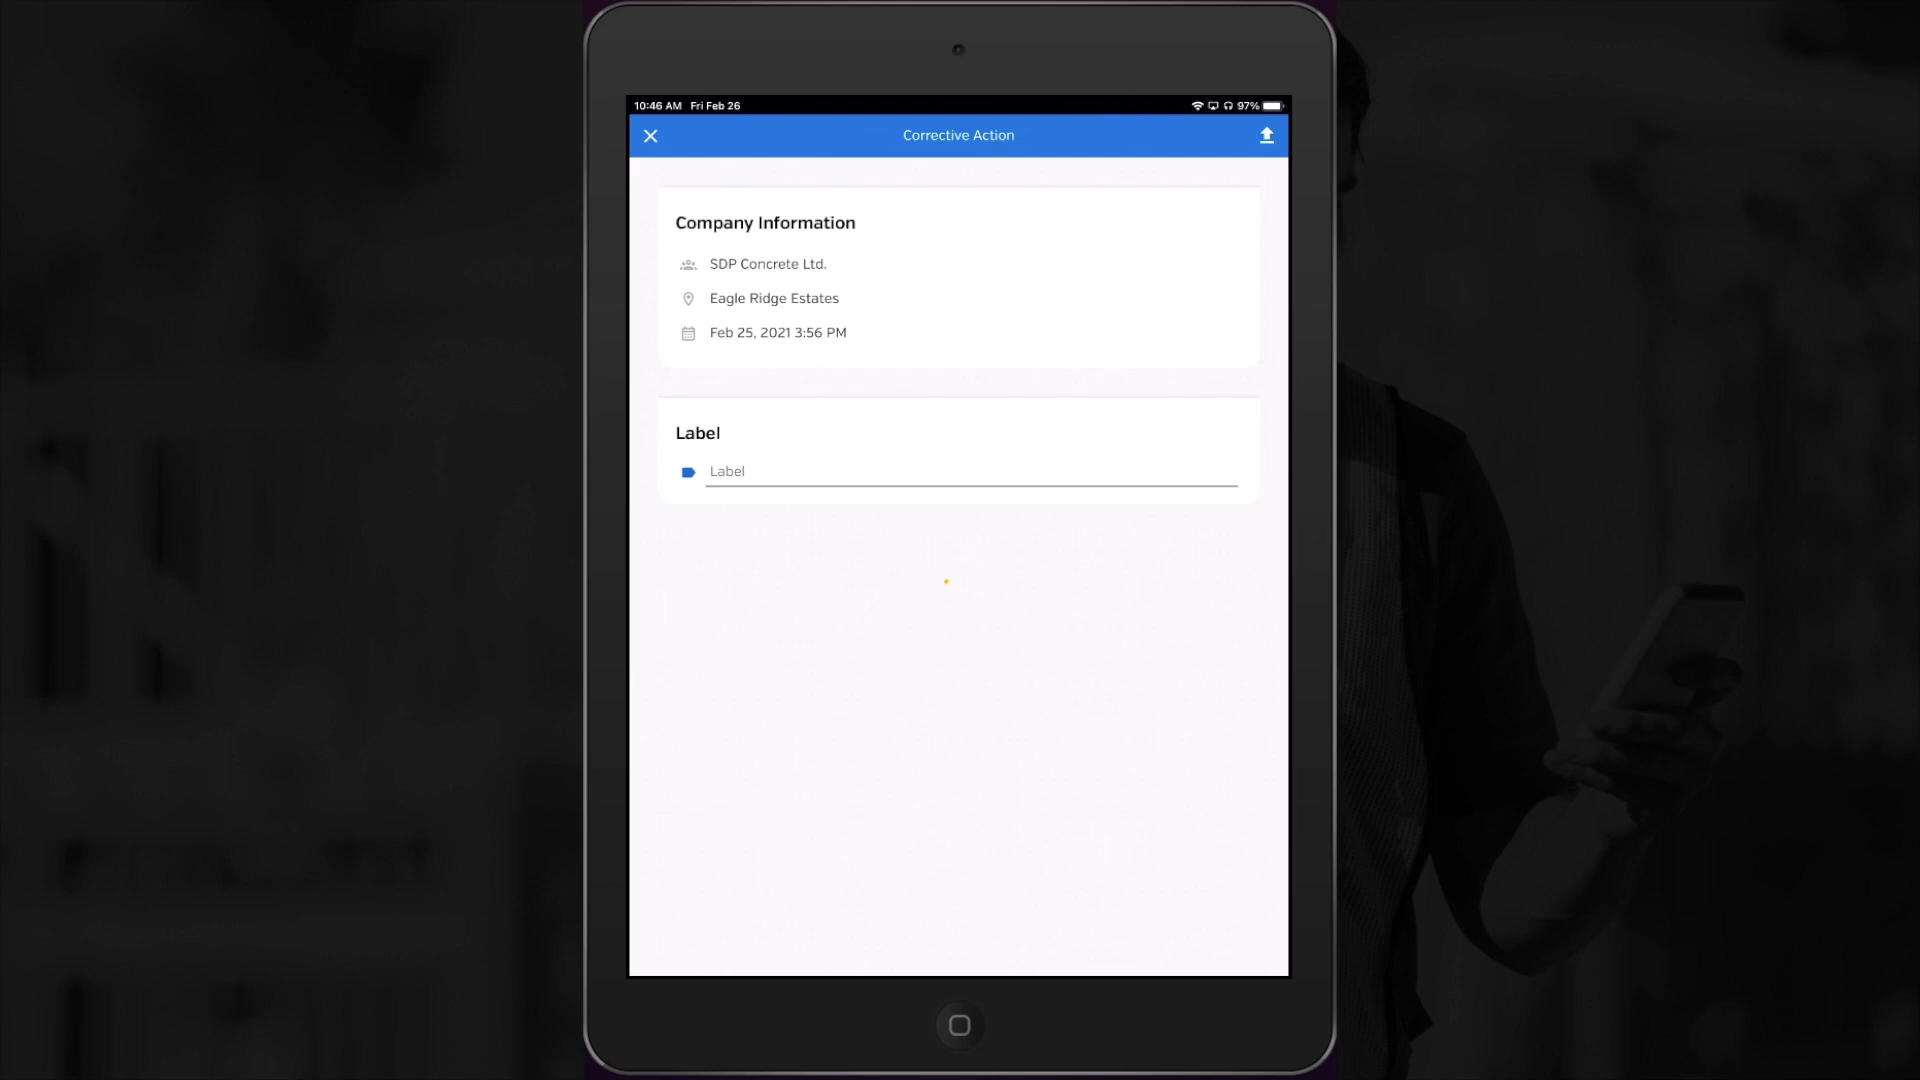 10:46 AM Fri Feb 26 97%
Corrective Action
Company Information
SDP Concrete Ltd.
Eagle Ridge Estates
Feb 25, 2021 3:56 PM
Label
Label